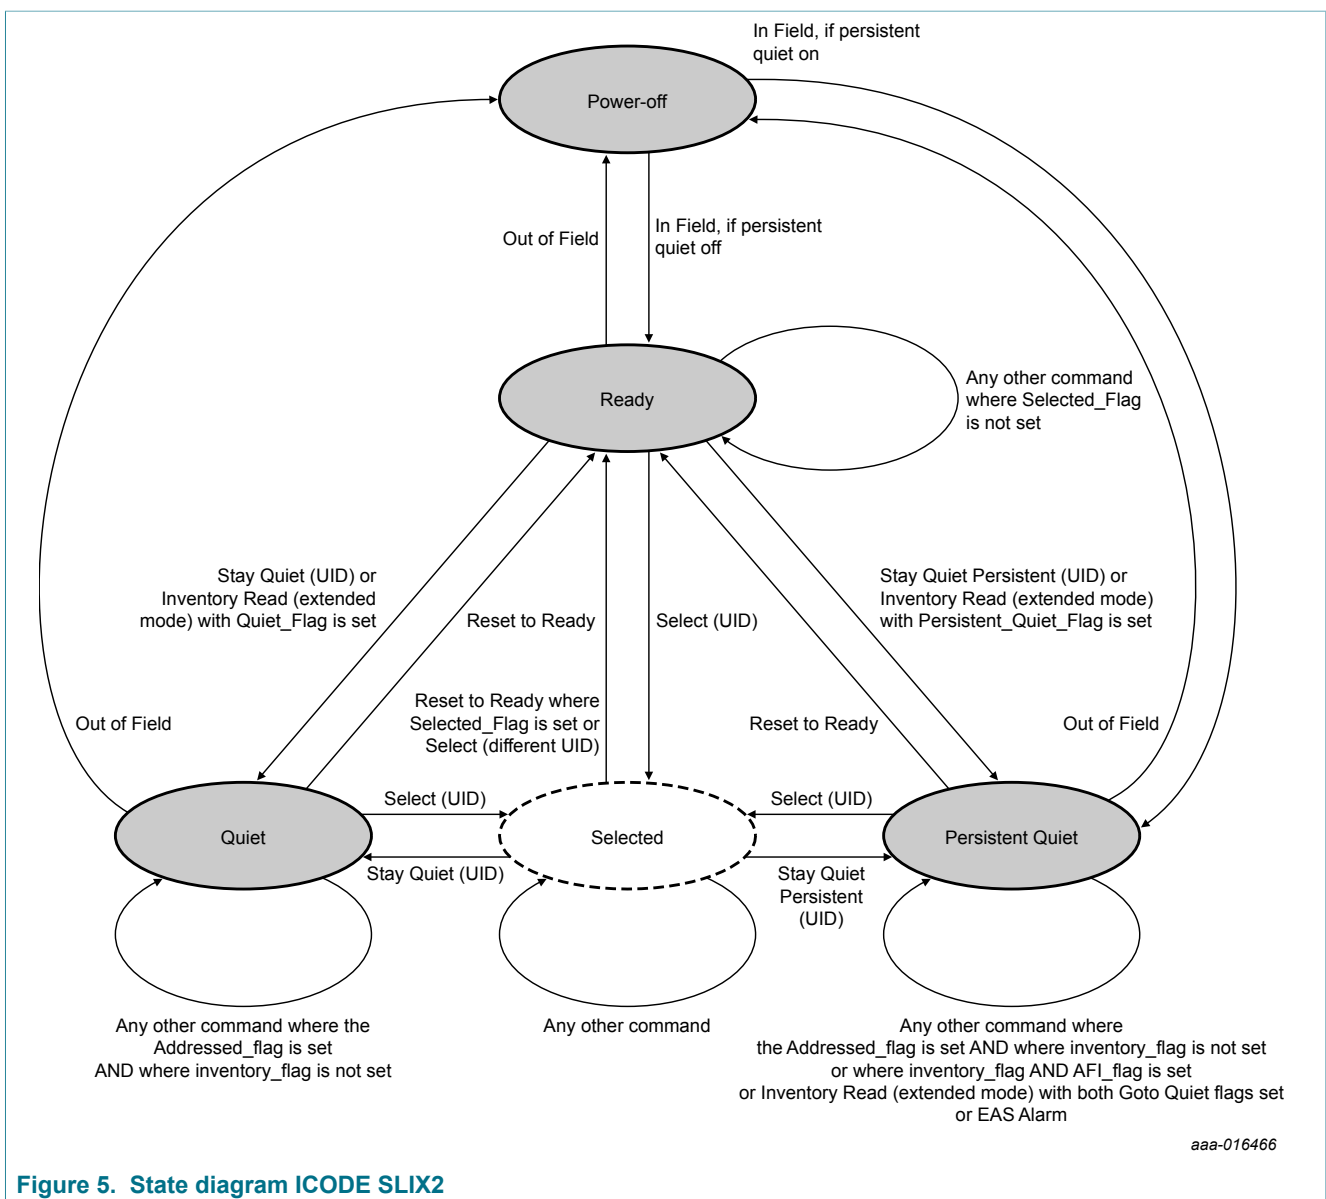 In Field, if persistent
quiet on
Power-off
Out of Field
In Field, if persistent
quiet off
Ready
Any other command
where Selected_Flag
is not set
Stay Quiet (UID) or
Inventory Read (extended
mode) with Quiet_Flag is set
Reset to Ready
Select (UID)
Stay Quiet Persistent (UID) or
Inventory Read (extended mode)
with Persistent_Quiet_Flag is set
Out of Field
Reset to Ready where
Selected_Flag is set or
Select (different UID)
Reset to Ready
Out of Field
Quiet
Select (UID)
Stay Quiet (UID)
Selected
Select (UID)
Stay Quiet
Persistent
(UID)
Persistent Quiet
Any other command where the
Addressed_flag is set
AND where inventory_flag is not set
Any other command
Any other command where
the Addressed_flag is set AND where inventory_flag is not set
or where inventory_flag AND AFI_flag is set
or Inventory Read (extended mode) with both Goto Quiet flags set
or EAS Alarm
aaa-016466
Figure 5. State diagram ICODE SLIX2